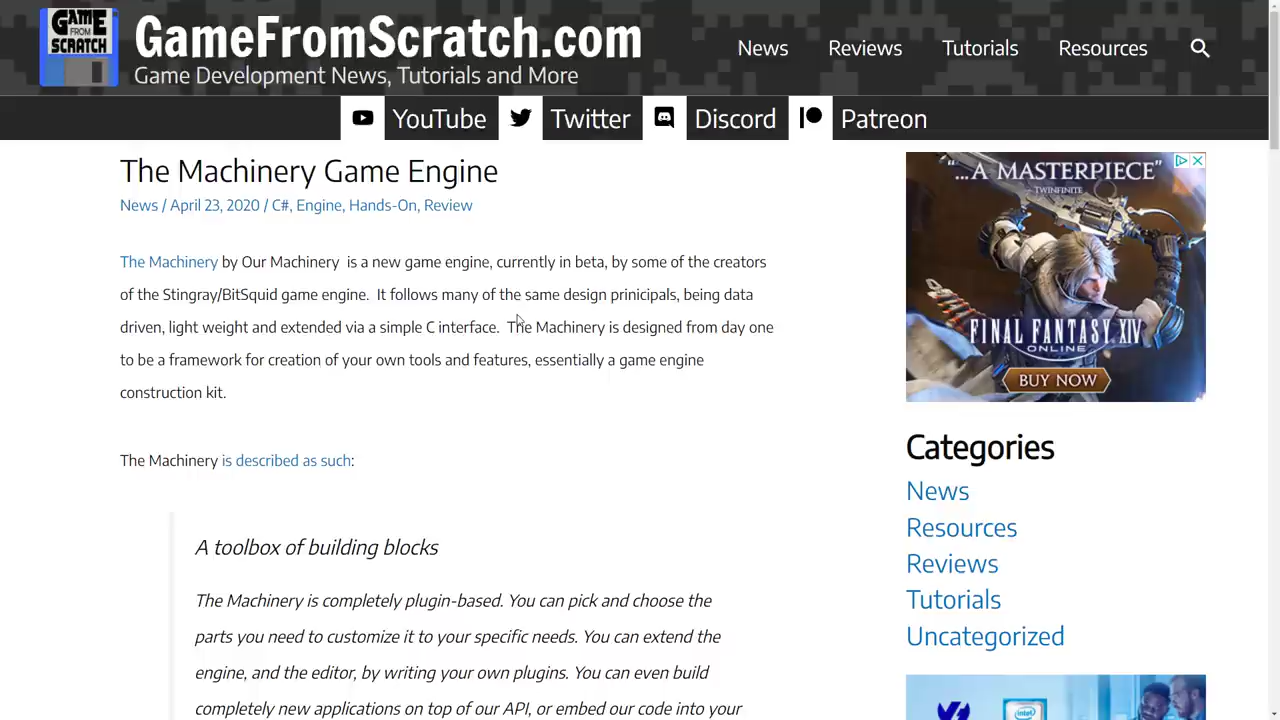 GAME
FROM
SCRATCH
GameFromScratch.com
Game Development News, Tutorials and More
News
Reviews
Tutorials
Resources
YouTube
Twitter
Discord
Patreon
The Machinery Game Engine
News / April 23, 2020 / C#, Engine, Hands-On, Review
The Machinery by Our Machinery  is a new game engine, currently in beta, by some of the creators
of the Stingray/BitSquid game engine.  It follows many of the same design prinicipals, being data
driven, light weight and extended via a simple C interface.  The Machinery is designed from day one
to be a framework for creation of your own tools and features, essentially a game engine
construction kit.
The Machinery is described as such:
A toolbox of building blocks
The Machinery is completely plugin-based. You can pick and choose the
parts you need to customize it to your specific needs. You can extend the
engine, and the editor, by writing your own plugins. You can even build
completely new applications on top of our API, or embed our code into your
"...A MASTERPIECE"
TWINFINITE
FINAL FANTASY XIV
ONLINE
BUY NOW
Categories
News
Resources
Reviews
Tutorials
Uncategorized
intel